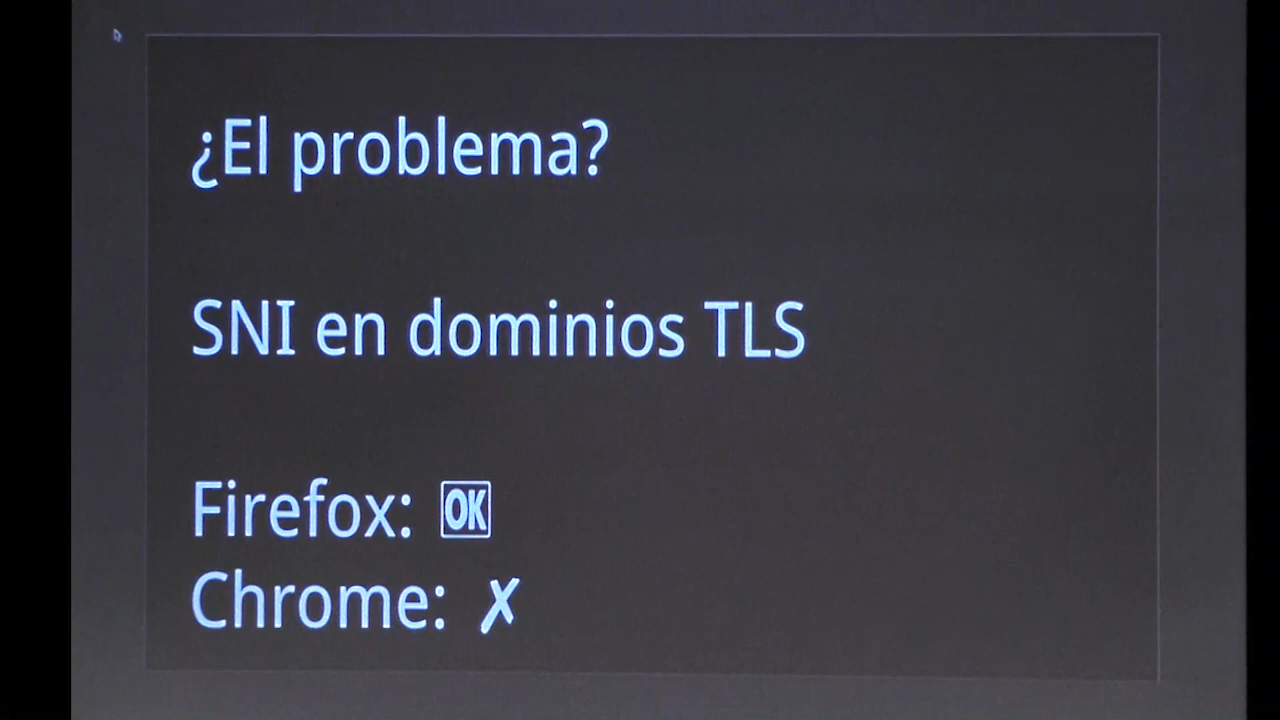 ¿El problema?
SNI en dominios TLS
Firefox: 🆗
Chrome: ✗